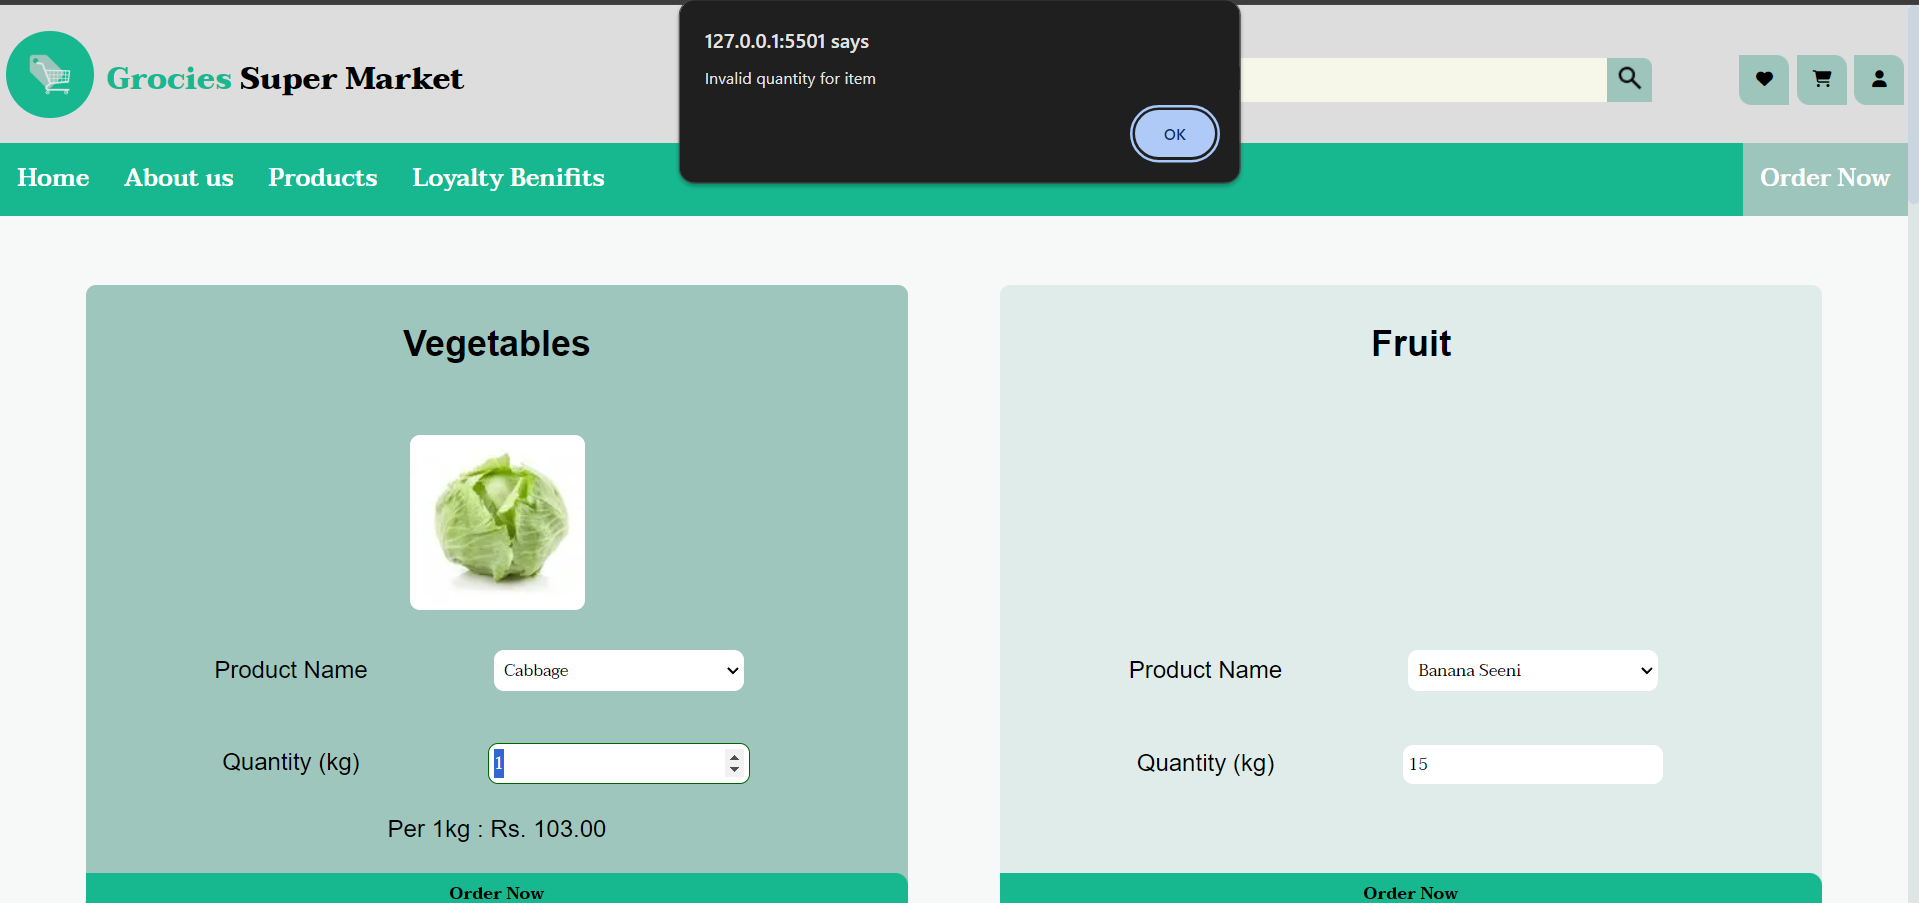 127.0.0.1:5501 says
Invalid quantity for item
OK
Grocies Super Market
Home About us Products Loyalty Benifits Order Now
Vegetables
Product Name Cabbage
Quantity (kg) 1
Per 1kg : Rs. 103.00
Order Now
Fruit
Product Name Banana Seeni
Quantity (kg) 15
Order Now